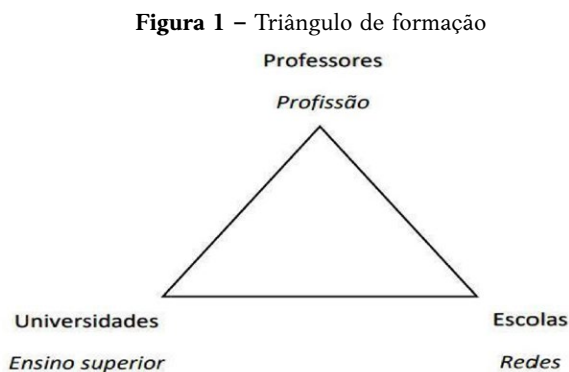 Figura 1 – Triângulo de formação
Professores
Profissão
Universidades
Ensino superior
Escolas
Redes